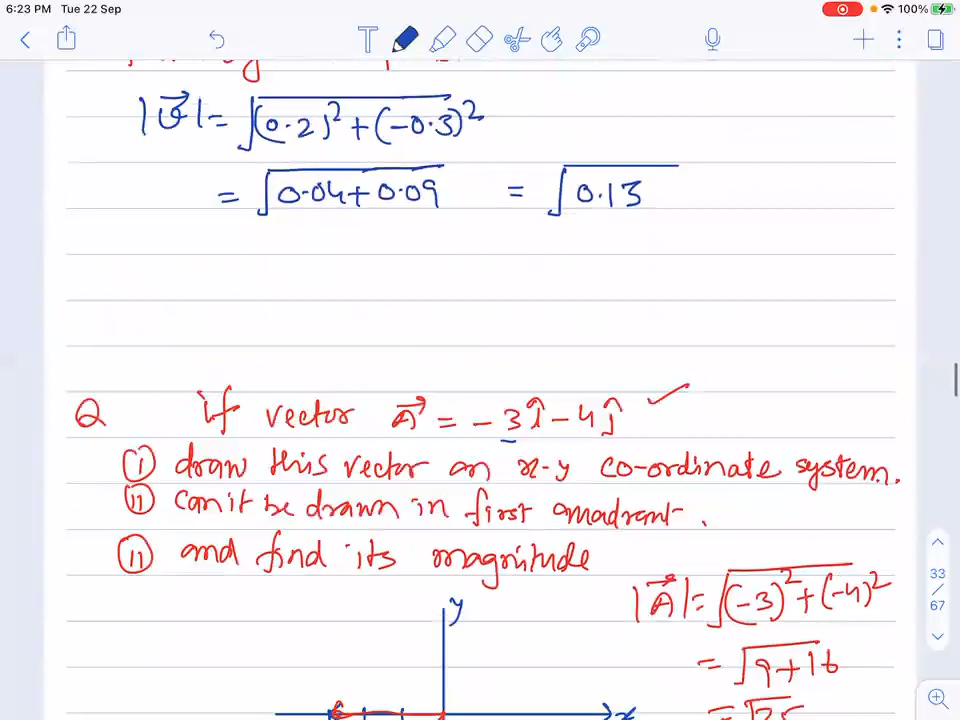 6:23 PM Tue 22 Sep
100%
T
|v⃗| = √(0.2)² + (-0.3)²
= √0.04 + 0.09 = √0.13
Q if vector A⃗ = -3î - 4ĵ ✓
(i) draw this vector on x-y co-ordinate system.
(ii) can it be drawn in first quadrant.
(ii) and find its magnitude
|A⃗| = √(-3)² + (-4)²
= √9+16
= √25
y
x
33
/
67